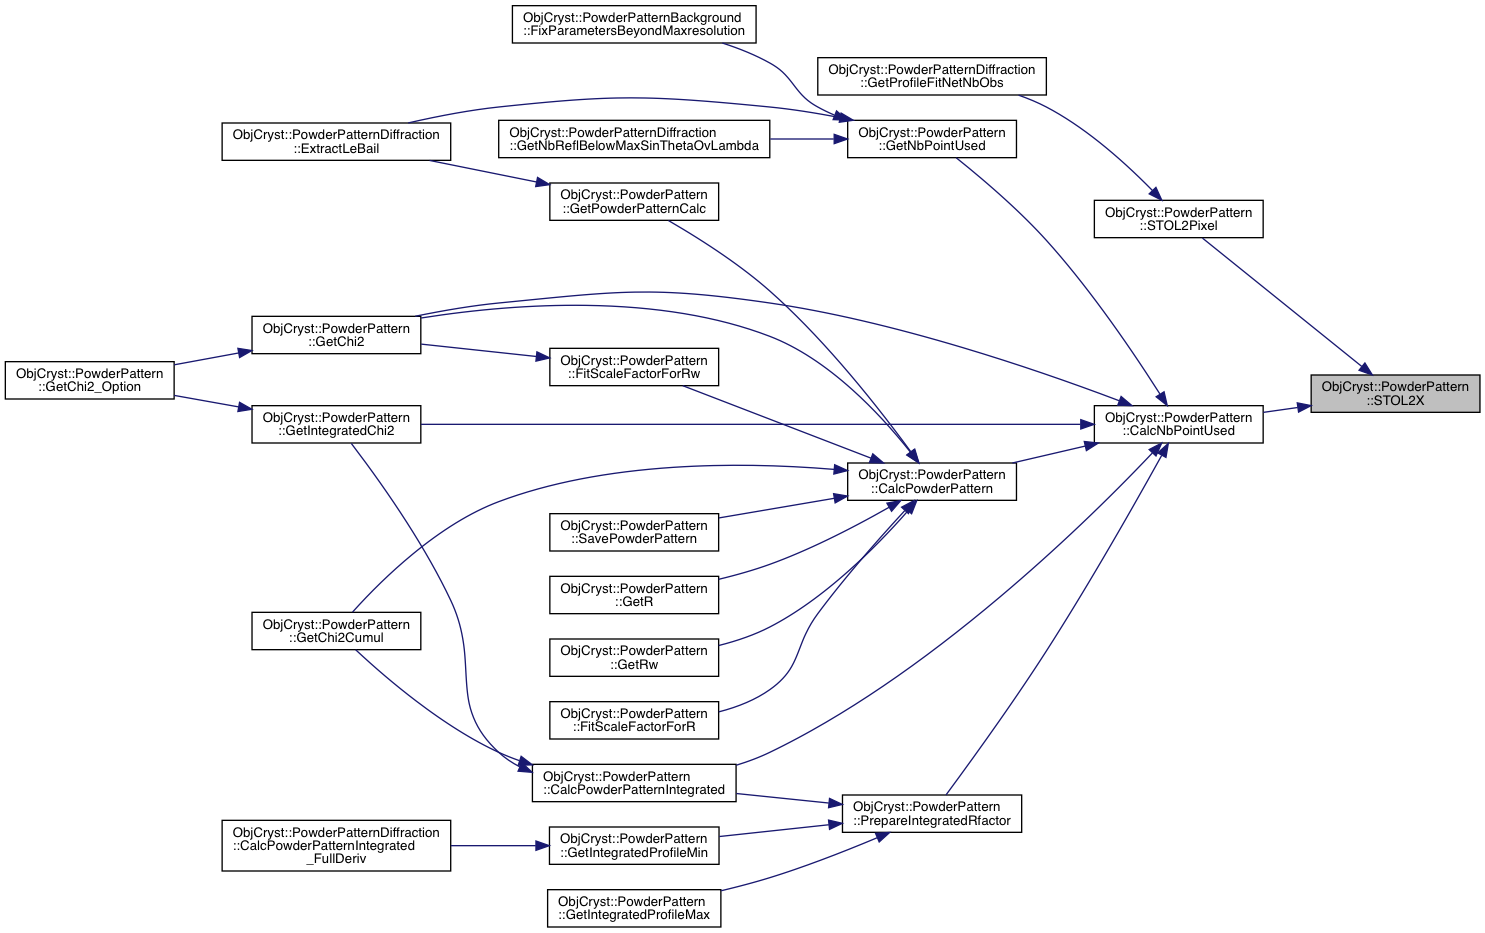 ObjCryst::PowderPatternBackground
::FixParametersBeyondMaxresolution
ObjCryst::PowderPatternDiffraction
::GetProfileFitNetNbObs
ObjCryst::PowderPatternDiffraction
::ExtractLeBail
ObjCryst::PowderPatternDiffraction
::GetNbReflBelowMaxSinThetaOvLambda
ObjCryst::PowderPattern
::GetNbPointUsed
ObjCryst::PowderPattern
::GetPowderPatternCalc
ObjCryst::PowderPattern
::STOL2Pixel
ObjCryst::PowderPattern
::GetChi2
ObjCryst::PowderPattern
::FitScaleFactorForRw
ObjCryst::PowderPattern
::GetChi2_Option
ObjCryst::PowderPattern
::STOL2X
ObjCryst::PowderPattern
::GetIntegratedChi2
ObjCryst::PowderPattern
::CalcNbPointUsed
ObjCryst::PowderPattern
::CalcPowderPattern
ObjCryst::PowderPattern
::SavePowderPattern
ObjCryst::PowderPattern
::GetR
ObjCryst::PowderPattern
::GetChi2Cumul
ObjCryst::PowderPattern
::GetRw
ObjCryst::PowderPattern
::FitScaleFactorForR
ObjCryst::PowderPattern
::CalcPowderPatternIntegrated
ObjCryst::PowderPattern
::PrepareIntegratedRfactor
ObjCryst::PowderPatternDiffraction
::CalcPowderPatternIntegrated
_FullDeriv
ObjCryst::PowderPattern
::GetIntegratedProfileMin
ObjCryst::PowderPattern
::GetIntegratedProfileMax